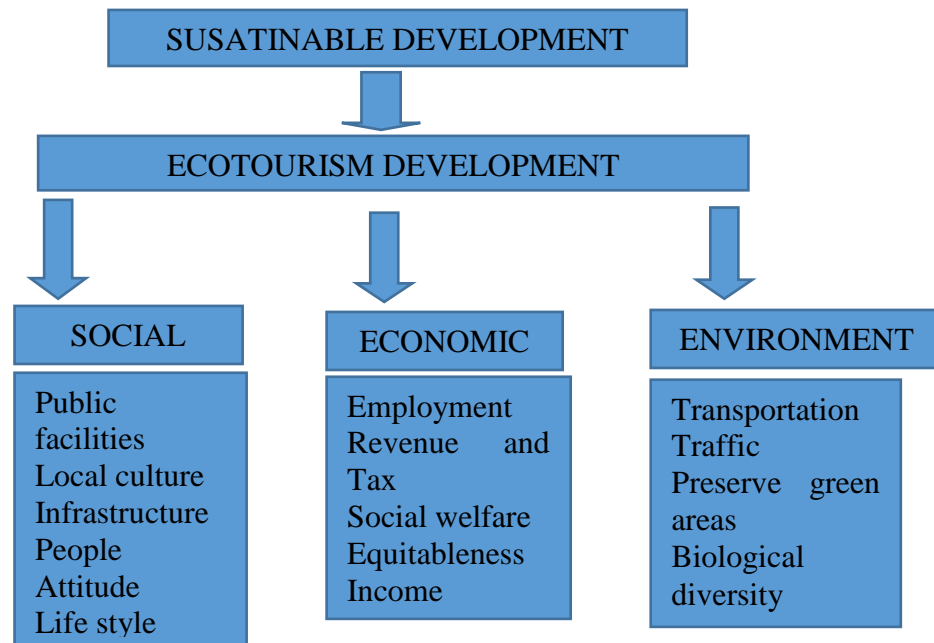 SUSATINABLE DEVELOPMENT
ECOTOURISM DEVELOPMENT
SOCIAL
Public
facilities
Local culture
Infrastructure
People
Attitude
Life style
ECONOMIC
Employment
Revenue and
Tax
Social welfare
Equitableness
Income
ENVIRONMENT
Transportation
Traffic
Preserve green
areas
Biological
diversity